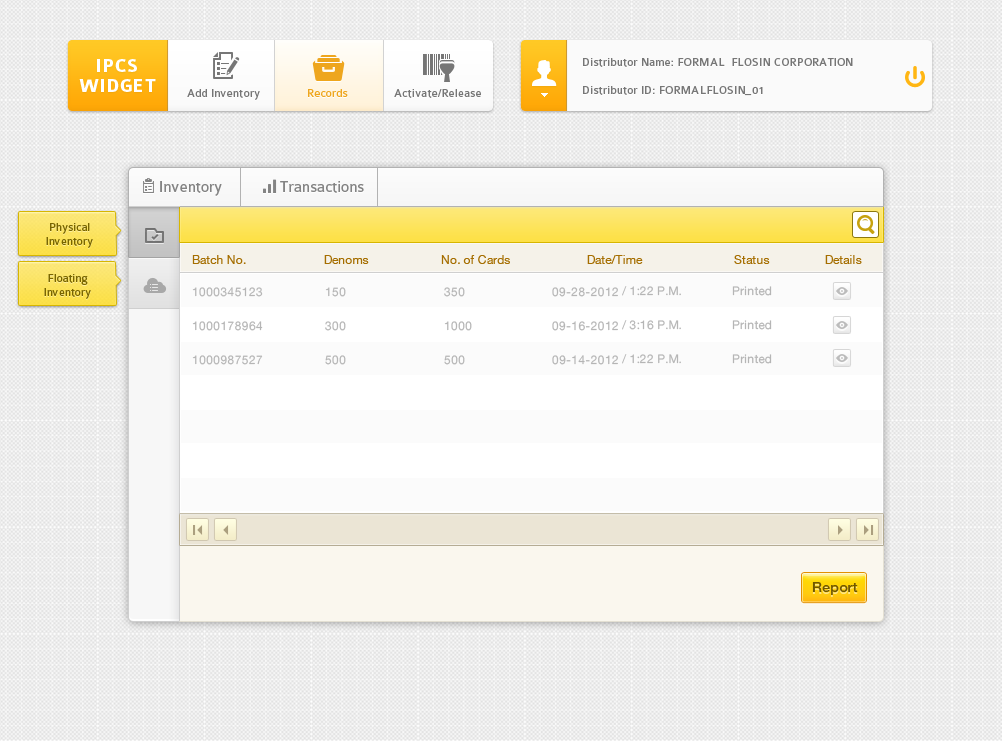 IPCS
WIDGET
Add Inventory
Records
Activate/Release
Distributor Name: FORMAL FLOSIN CORPORATION
Distributor ID: FORMALFLOSIN_01
Inventory
Transactions
Physical
Inventory
Floating
Inventory
Batch No. Denoms No. of Cards Date/Time Status Details
1000345123 150 350 09-28-2012 / 1:22 P.M. Printed
1000178964 300 1000 09-16-2012 / 3:16 P.M. Printed
1000987527 500 500 09-14-2012 / 1:22 P.M. Printed
Report